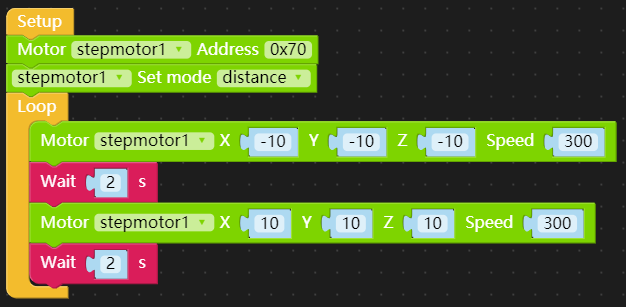 Setup
Motor stepmotor1 Address 0x70
stepmotor1 Set mode distance
Loop
Motor stepmotor1 X -10 Y -10 Z -10 Speed 300
Wait 2 s
Motor stepmotor1 X 10 Y 10 Z 10 Speed 300
Wait 2 s